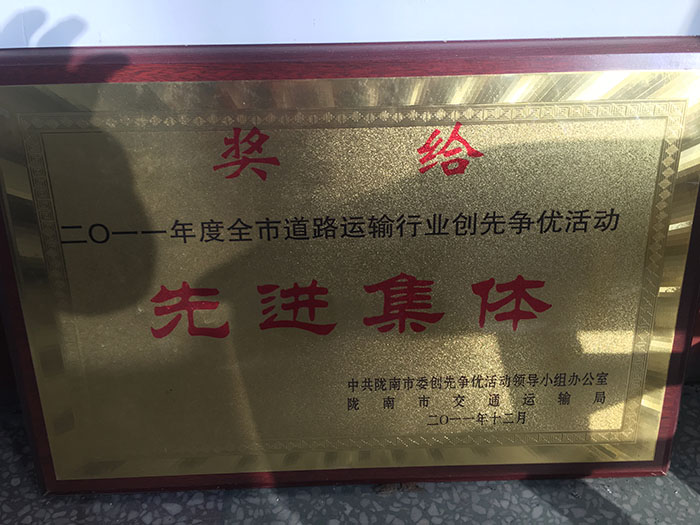 奖 给
二〇一一年度全市道路运输行业创先争优活动
先进集体
中共陇南市委创先争优活动领导小组办公室
陇南市交通运输局
二〇一一年十二月